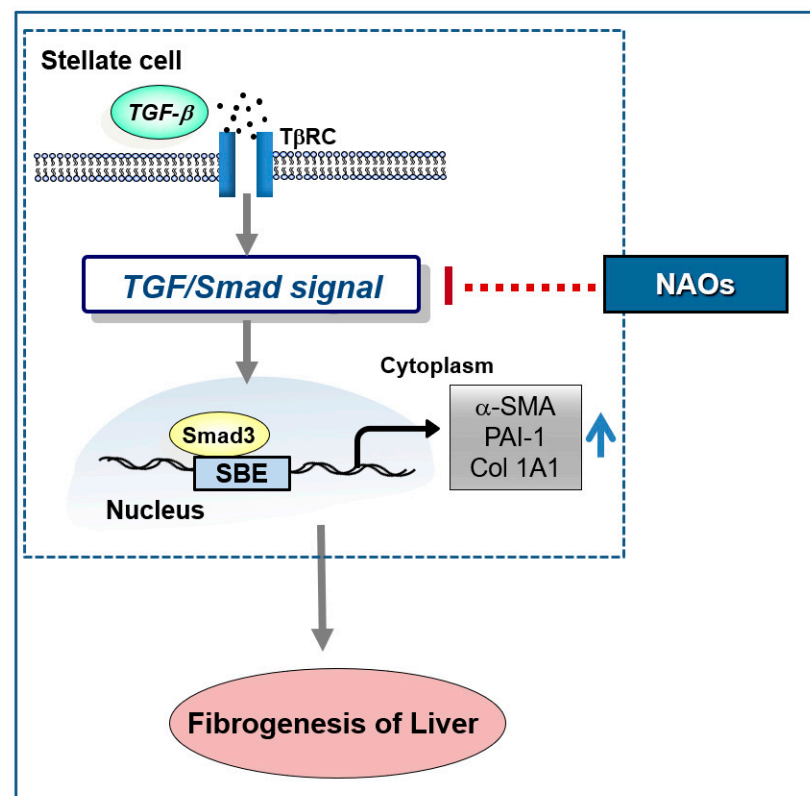 Stellate cell
TGF-β
TβRC
TGF/Smad signal
NAOs
Cytoplasm
α-SMA
PAI-1
Col 1A1
Smad3
SBE
Nucleus
Fibrogenesis of Liver